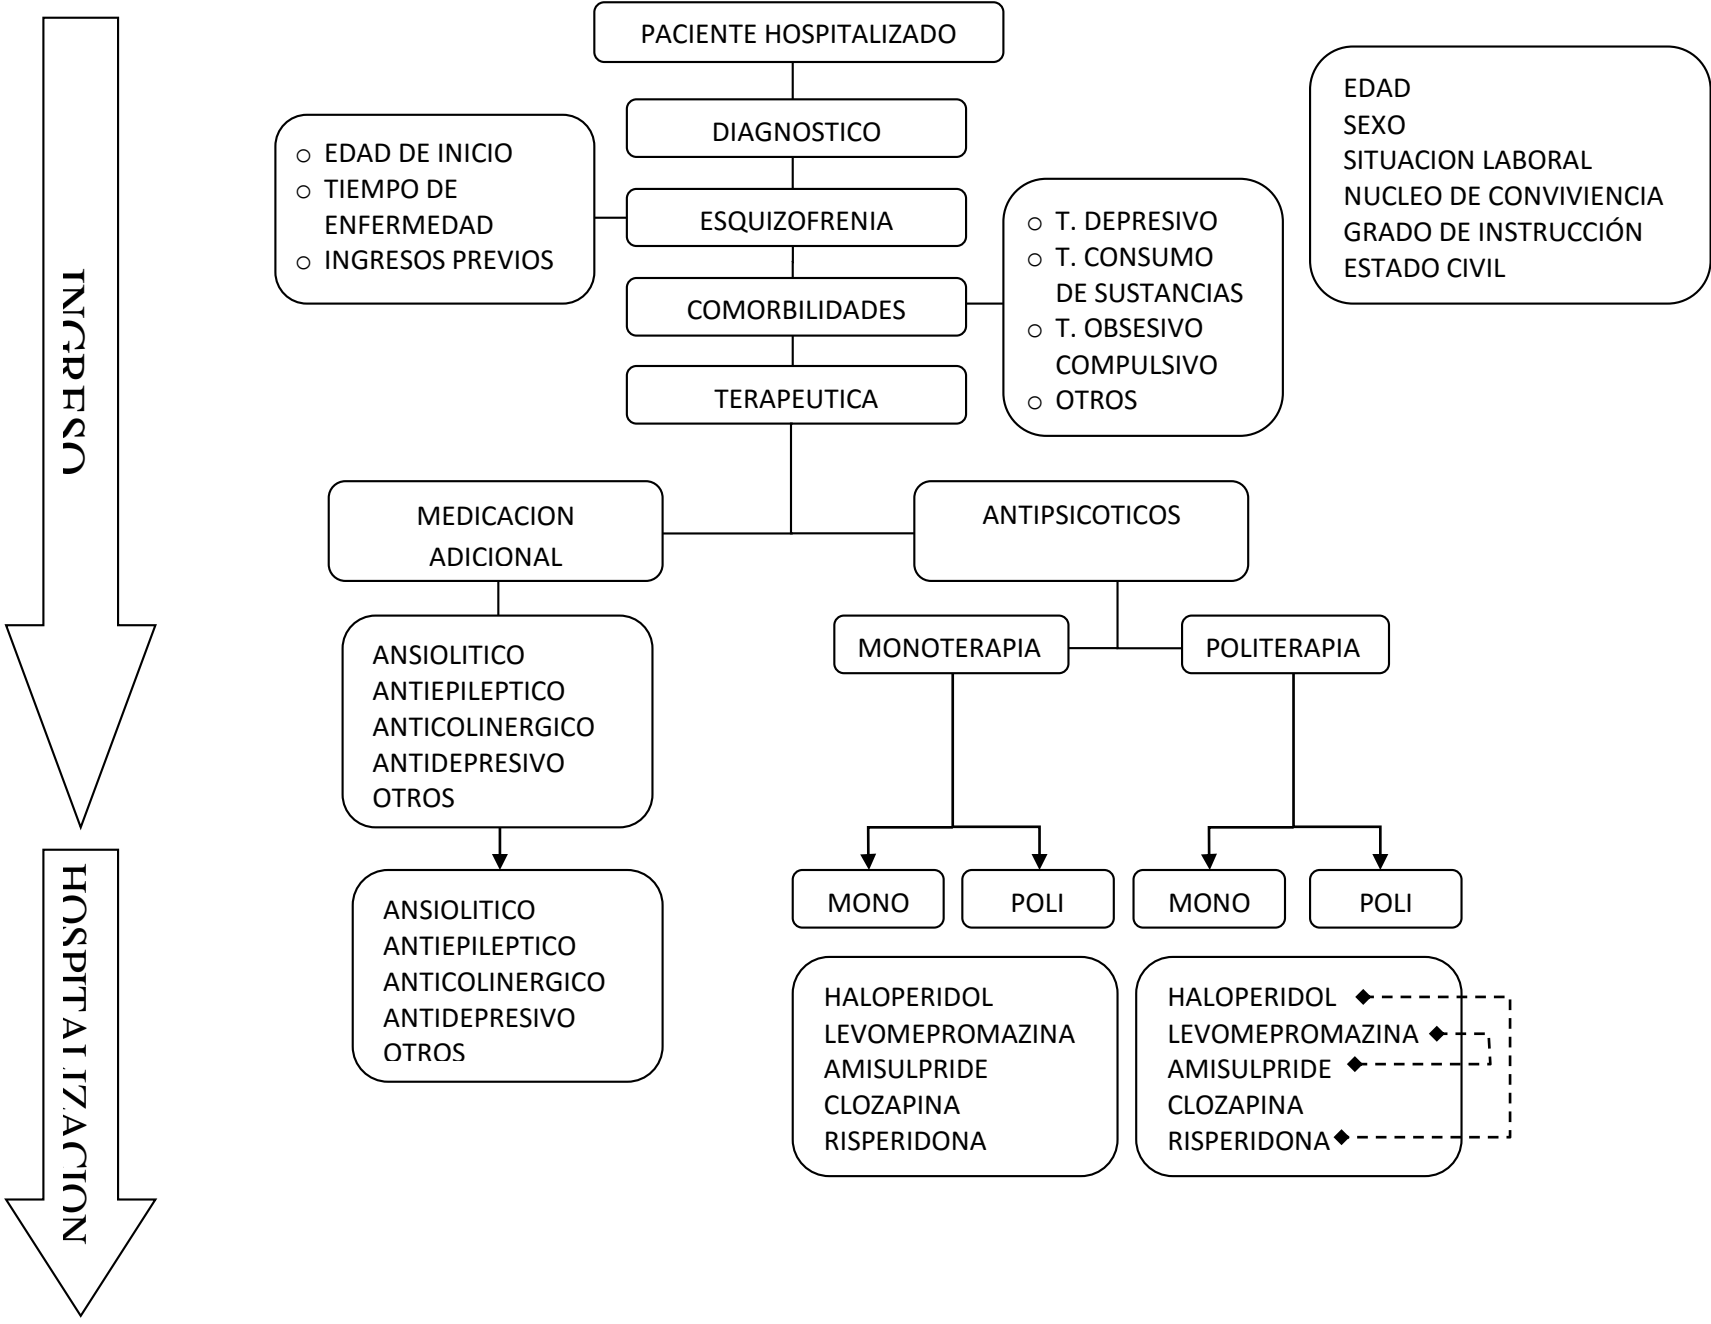 INGRESO
HOSPITALIZACION
PACIENTE HOSPITALIZADO
DIAGNOSTICO
○ EDAD DE INICIO
○ TIEMPO DE
ENFERMEDAD
○ INGRESOS PREVIOS
ESQUIZOFRENIA
COMORBILIDADES
○ T. DEPRESIVO
○ T. CONSUMO
DE SUSTANCIAS
○ T. OBSESIVO
COMPULSIVO
○ OTROS
EDAD
SEXO
SITUACION LABORAL
NUCLEO DE CONVIVIENCIA
GRADO DE INSTRUCCIÓN
ESTADO CIVIL
TERAPEUTICA
MEDICACION
ADICIONAL
ANTIPSICOTICOS
ANSIOLITICO
ANTIEPILEPTICO
ANTICOLINERGICO
ANTIDEPRESIVO
OTROS
MONOTERAPIA
POLITERAPIA
ANSIOLITICO
ANTIEPILEPTICO
ANTICOLINERGICO
ANTIDEPRESIVO
OTROS
MONO
POLI
MONO
POLI
HALOPERIDOL
LEVOMEPROMAZINA
AMISULPRIDE
CLOZAPINA
RISPERIDONA
HALOPERIDOL
LEVOMEPROMAZINA
AMISULPRIDE
CLOZAPINA
RISPERIDONA